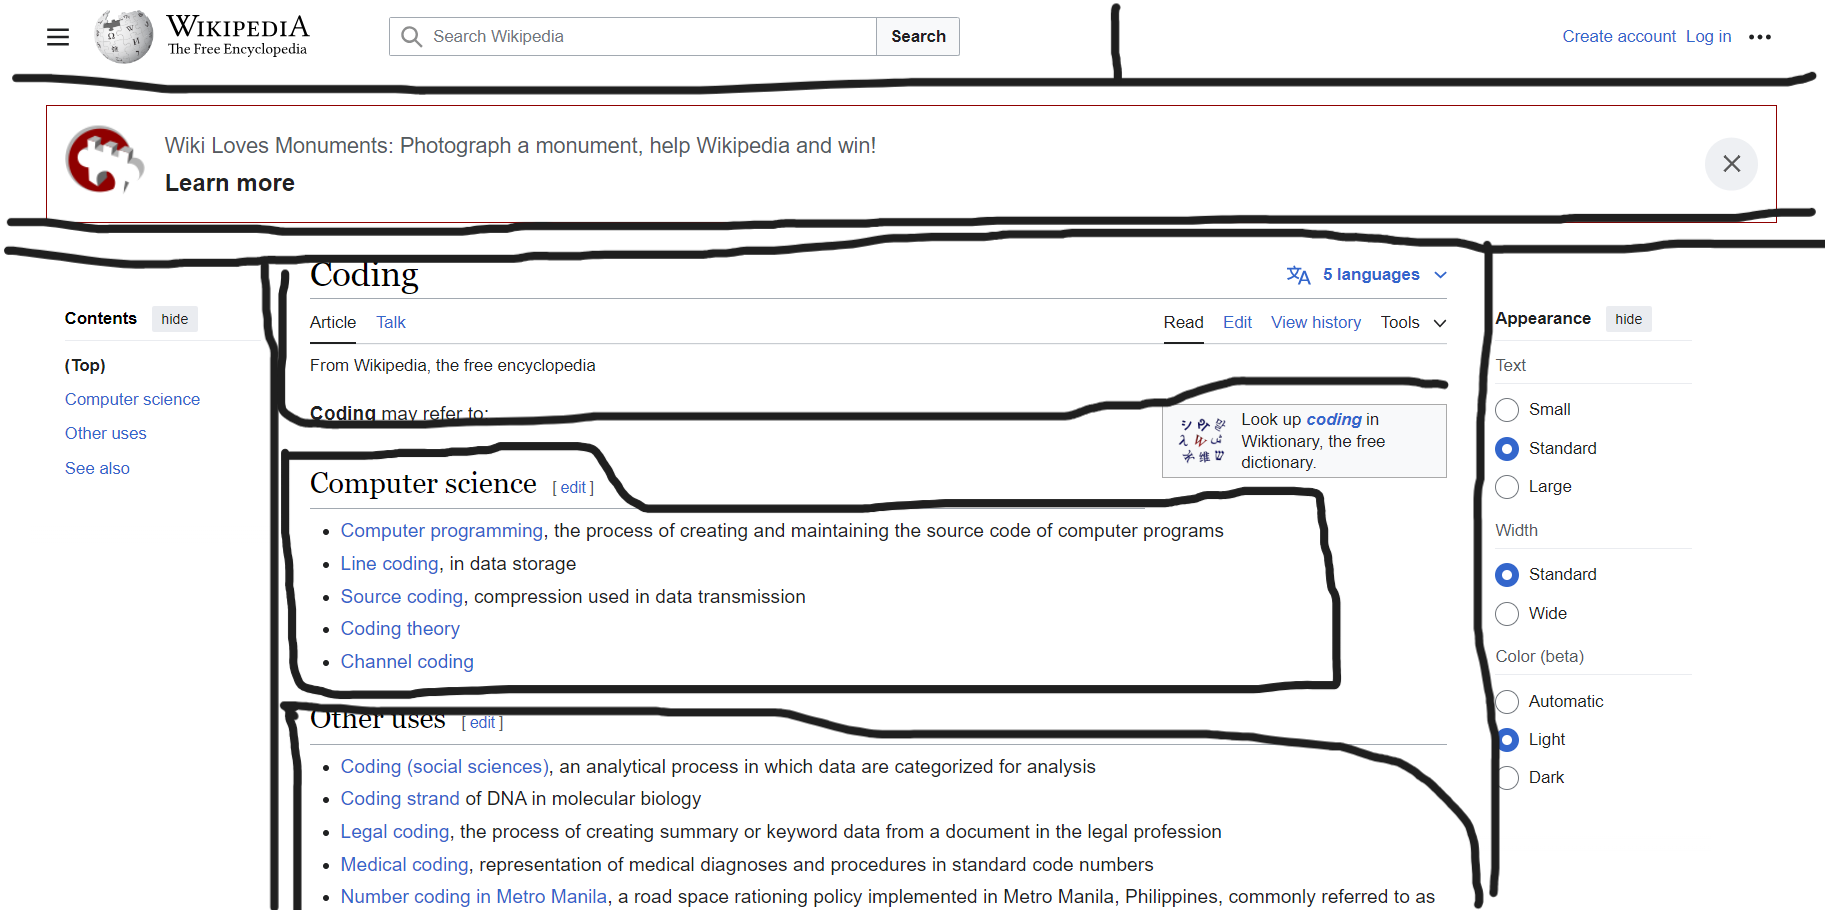 WIKIPEDIA
The Free Encyclopedia
Search Wikipedia
Search
Create account Log in
Wiki Loves Monuments: Photograph a monument, help Wikipedia and win!
Learn more
Coding
5 languages
Contents hide
(Top)
Computer science
Other uses
See also
Article Talk
Read Edit View history Tools
From Wikipedia, the free encyclopedia
Coding may refer to:
Look up coding in
Wiktionary, the free
dictionary.
Computer science [ edit ]
• Computer programming, the process of creating and maintaining the source code of computer programs
• Line coding, in data storage
• Source coding, compression used in data transmission
• Coding theory
• Channel coding
Other uses [ edit ]
• Coding (social sciences), an analytical process in which data are categorized for analysis
• Coding strand of DNA in molecular biology
• Legal coding, the process of creating summary or keyword data from a document in the legal profession
• Medical coding, representation of medical diagnoses and procedures in standard code numbers
• Number coding in Metro Manila, a road space rationing policy implemented in Metro Manila, Philippines, commonly referred to as
Appearance hide
Text
Small
Standard
Large
Width
Standard
Wide
Color (beta)
Automatic
Light
Dark